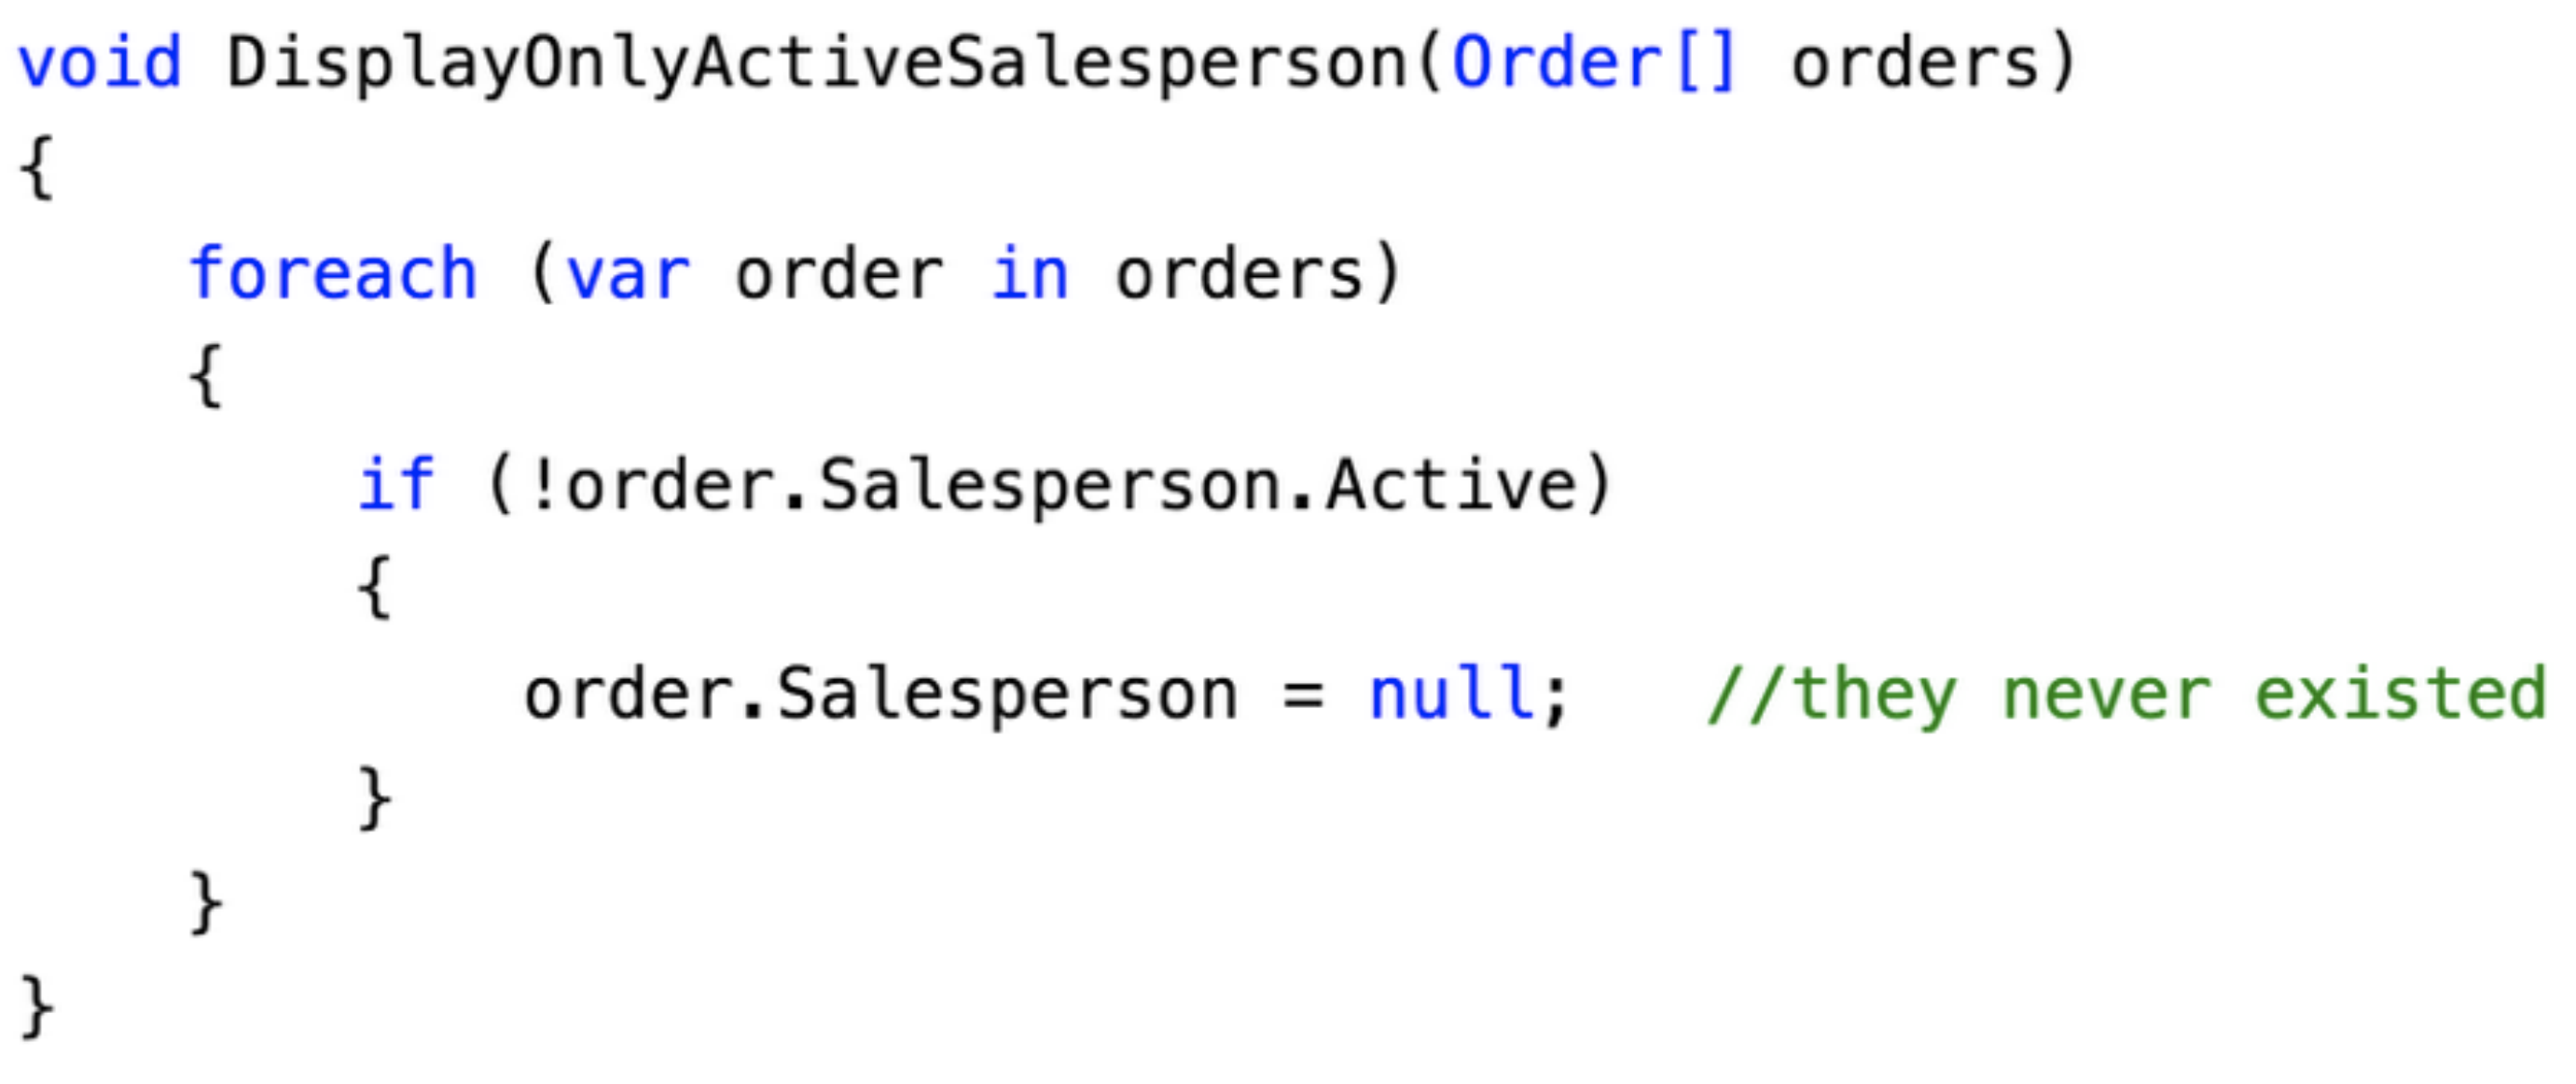 void DisplayOnlyActiveSalesperson(Order[] orders)
{
    foreach (var order in orders)
    {
        if (!order.Salesperson.Active)
        {
            order.Salesperson = null;   //they never existed
        }
    }
}